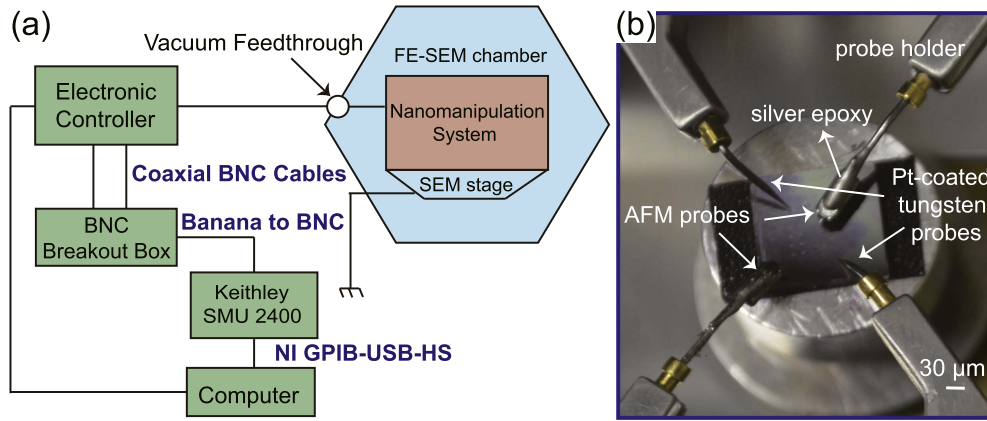 (a)
Vacuum Feedthrough
FE-SEM chamber
Electronic
Controller
Nanomanipulation
System
Coaxial BNC Cables
SEM stage
BNC
Breakout Box
Banana to BNC
Keithley
SMU 2400
NI GPIB-USB-HS
Computer
(b)
probe holder
silver epoxy
Pt-coated
tungsten
probes
AFM probes
30 µm